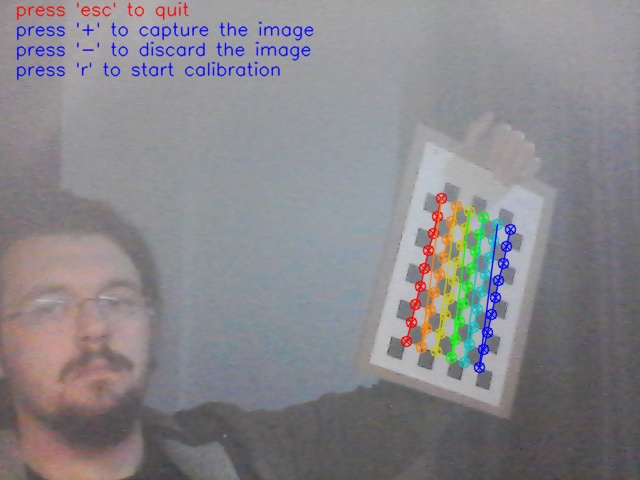 press 'esc' to quit
press '+' to capture the image
press '-' to discard the image
press 'r' to start calibration